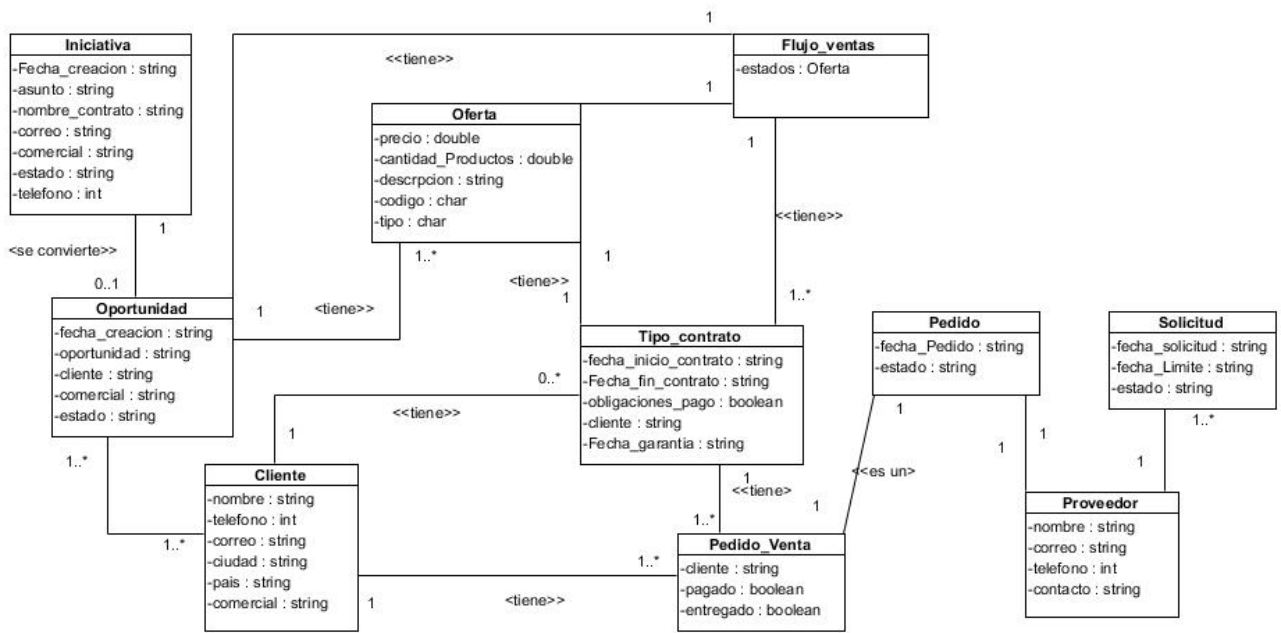 Iniciativa
-Fecha_creacion : string
-asunto : string
-nombre_contrato : string
-correo : string
-comercial : string
-estado : string
-telefono : int
1
<<tiene>>
Flujo_ventas
-estados : Oferta
1
1
Oferta
-precio : double
-cantidad_Productos : double
-descrpcion : string
-codigo : char
-tipo : char
1
<se convierte>>
0..1
1..*
1
<<tiene>>
<tiene>>
1
1..*
Oportunidad
-fecha_creacion : string
-oportunidad : string
-cliente : string
-comercial : string
-estado : string
1
<tiene>>
Tipo_contrato
-fecha_inicio_contrato : string
-Fecha_fin_contrato : string
-obligaciones_pago : boolean
-cliente : string
-Fecha_garantia : string
Pedido
-fecha_Pedido : string
-estado : string
Solicitud
-fecha_solicitud : string
-fecha_Limite : string
-estado : string
0..*
<<tiene>>
1
1
1
1
1..*
1
1..*
1..*
Cliente
-nombre : string
-telefono : int
-correo : string
-ciudad : string
-pais : string
-comercial : string
1
<<tiene>
1..*
1
<<es un>
Proveedor
-nombre : string
-correo : string
-telefono : int
-contacto : string
Pedido_Venta
-cliente : string
-pagado : boolean
-entregado : boolean
1..*
1
<tiene>>